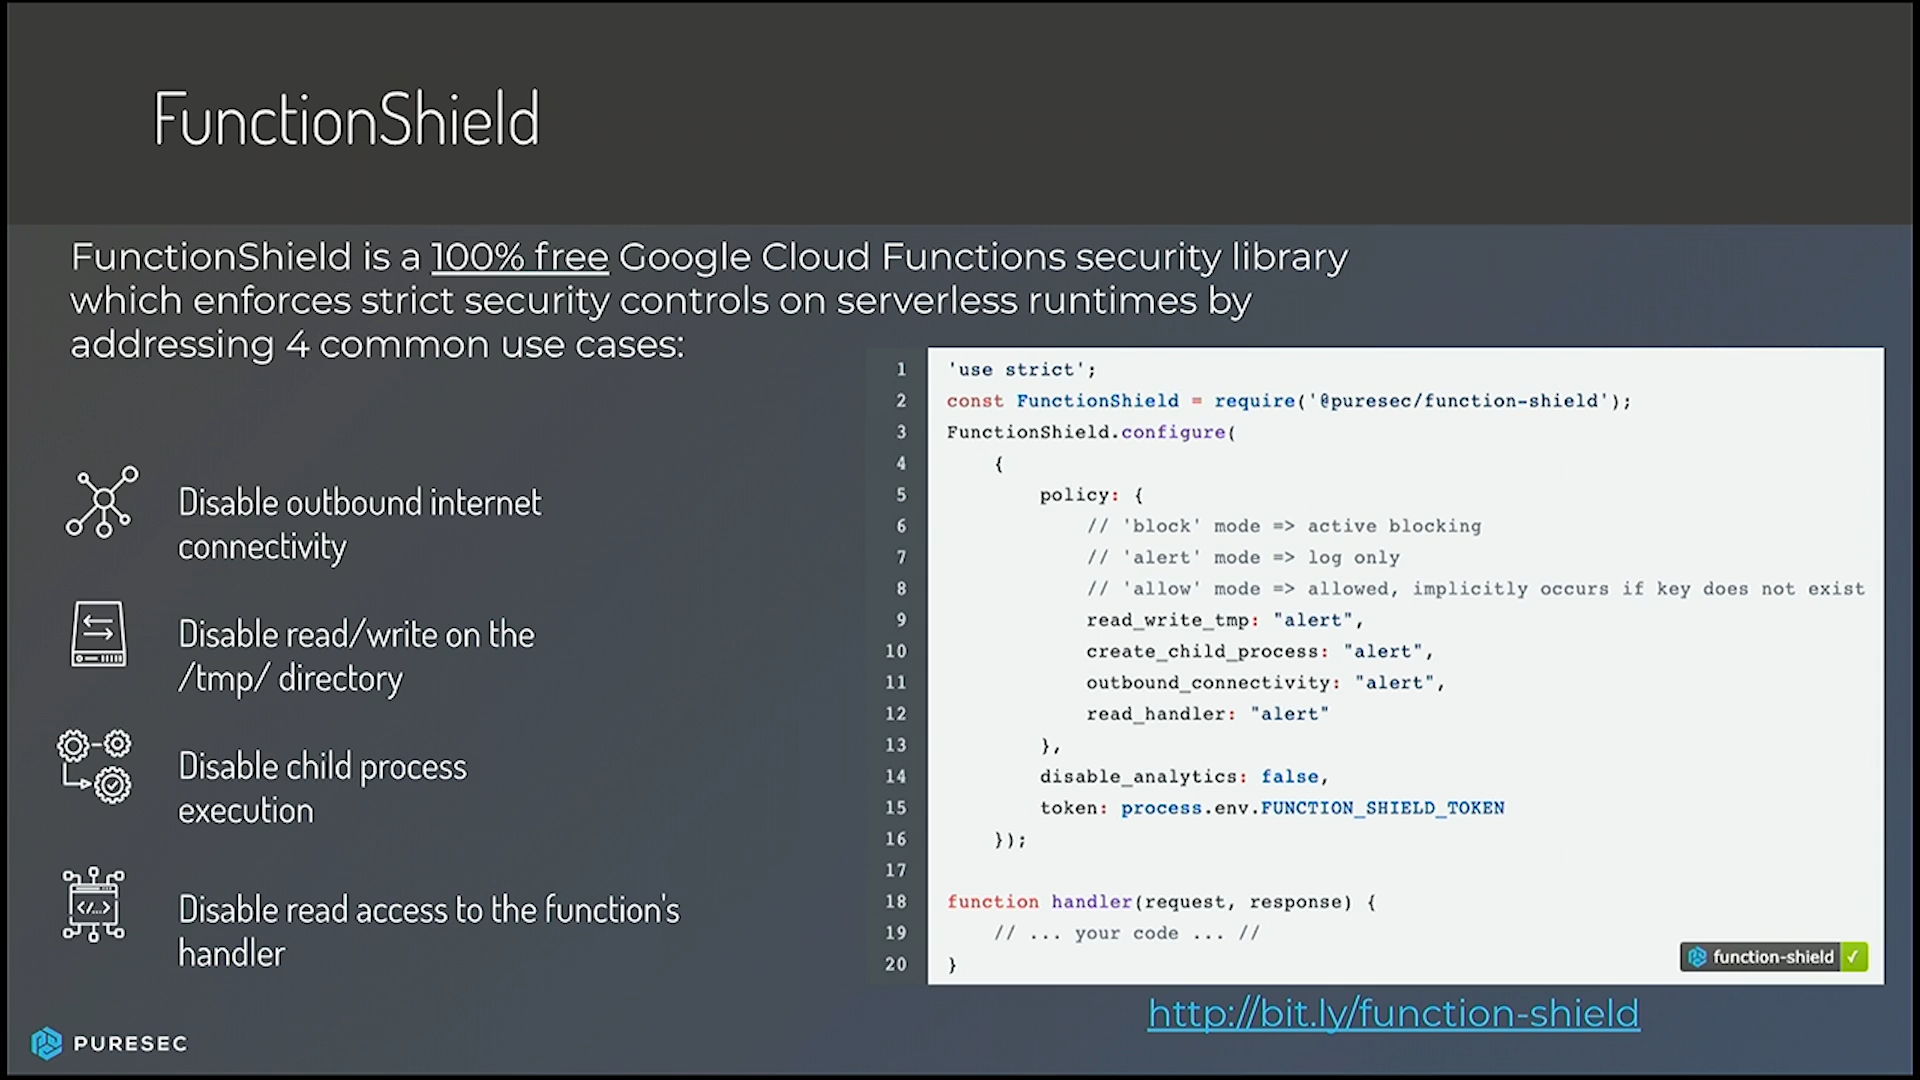 FunctionShield
FunctionShield is a 100% free Google Cloud Functions security library
which enforces strict security controls on serverless runtimes by
addressing 4 common use cases:
Disable outbound internet
connectivity
Disable read/write on the
/tmp/ directory
Disable child process
execution
</...>
Disable read access to the function's
handler
1 'use strict';
2 const FunctionShield = require('@puresec/function-shield');
3 FunctionShield.configure(
4 {
5 policy: {
6 // 'block' mode => active blocking
7 // 'alert' mode => log only
8 // 'allow' mode => allowed, implicitly occurs if key does not exist
9 read_write_tmp: "alert",
10 create_child_process: "alert",
11 outbound_connectivity: "alert",
12 read_handler: "alert"
13 },
14 disable_analytics: false,
15 token: process.env.FUNCTION_SHIELD_TOKEN
16 });
17
18 function handler(request, response) {
19 // ... your code ... //
20 }
function-shield ✓
http://bit.ly/function-shield
PURESEC